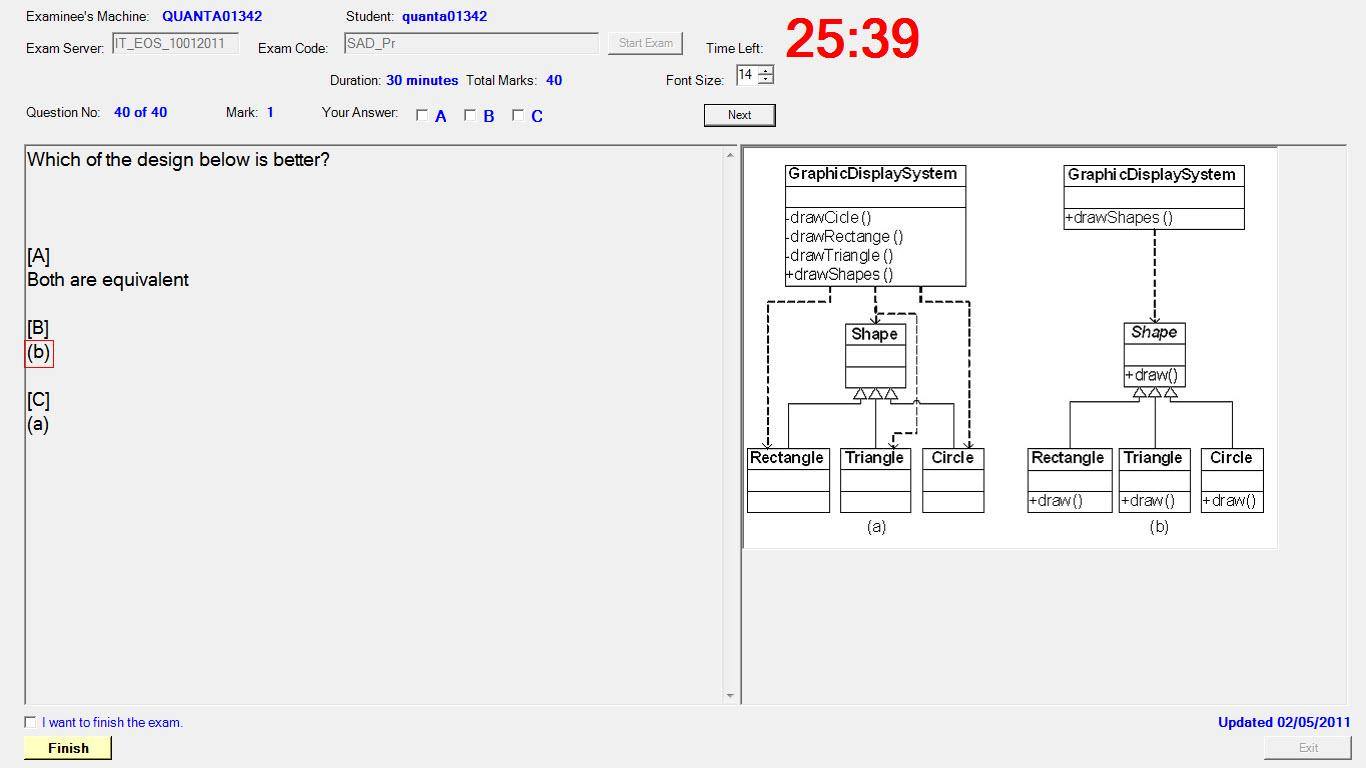 Examinee's Machine: QUANTA01342 Student: quanta01342
Exam Server: IT_EOS_10012011 Exam Code: SAD_Pr Start Exam Time Left: 25:39
Duration: 30 minutes Total Marks: 40 Font Size: 14
Question No: 40 of 40 Mark: 1 Your Answer: A B C Next
Which of the design below is better?
[A]
Both are equivalent
[B]
(b)
[C]
(a)
GraphicDisplaySystem
-drawCicle()
-drawRectange()
-drawTriangle()
+drawShapes()
Shape
Rectangle Triangle Circle
(a)
GraphicDisplaySystem
+drawShapes()
Shape
+draw()
Rectangle Triangle Circle
+draw() +draw() +draw()
(b)
I want to finish the exam. Updated 02/05/2011
Finish Exit